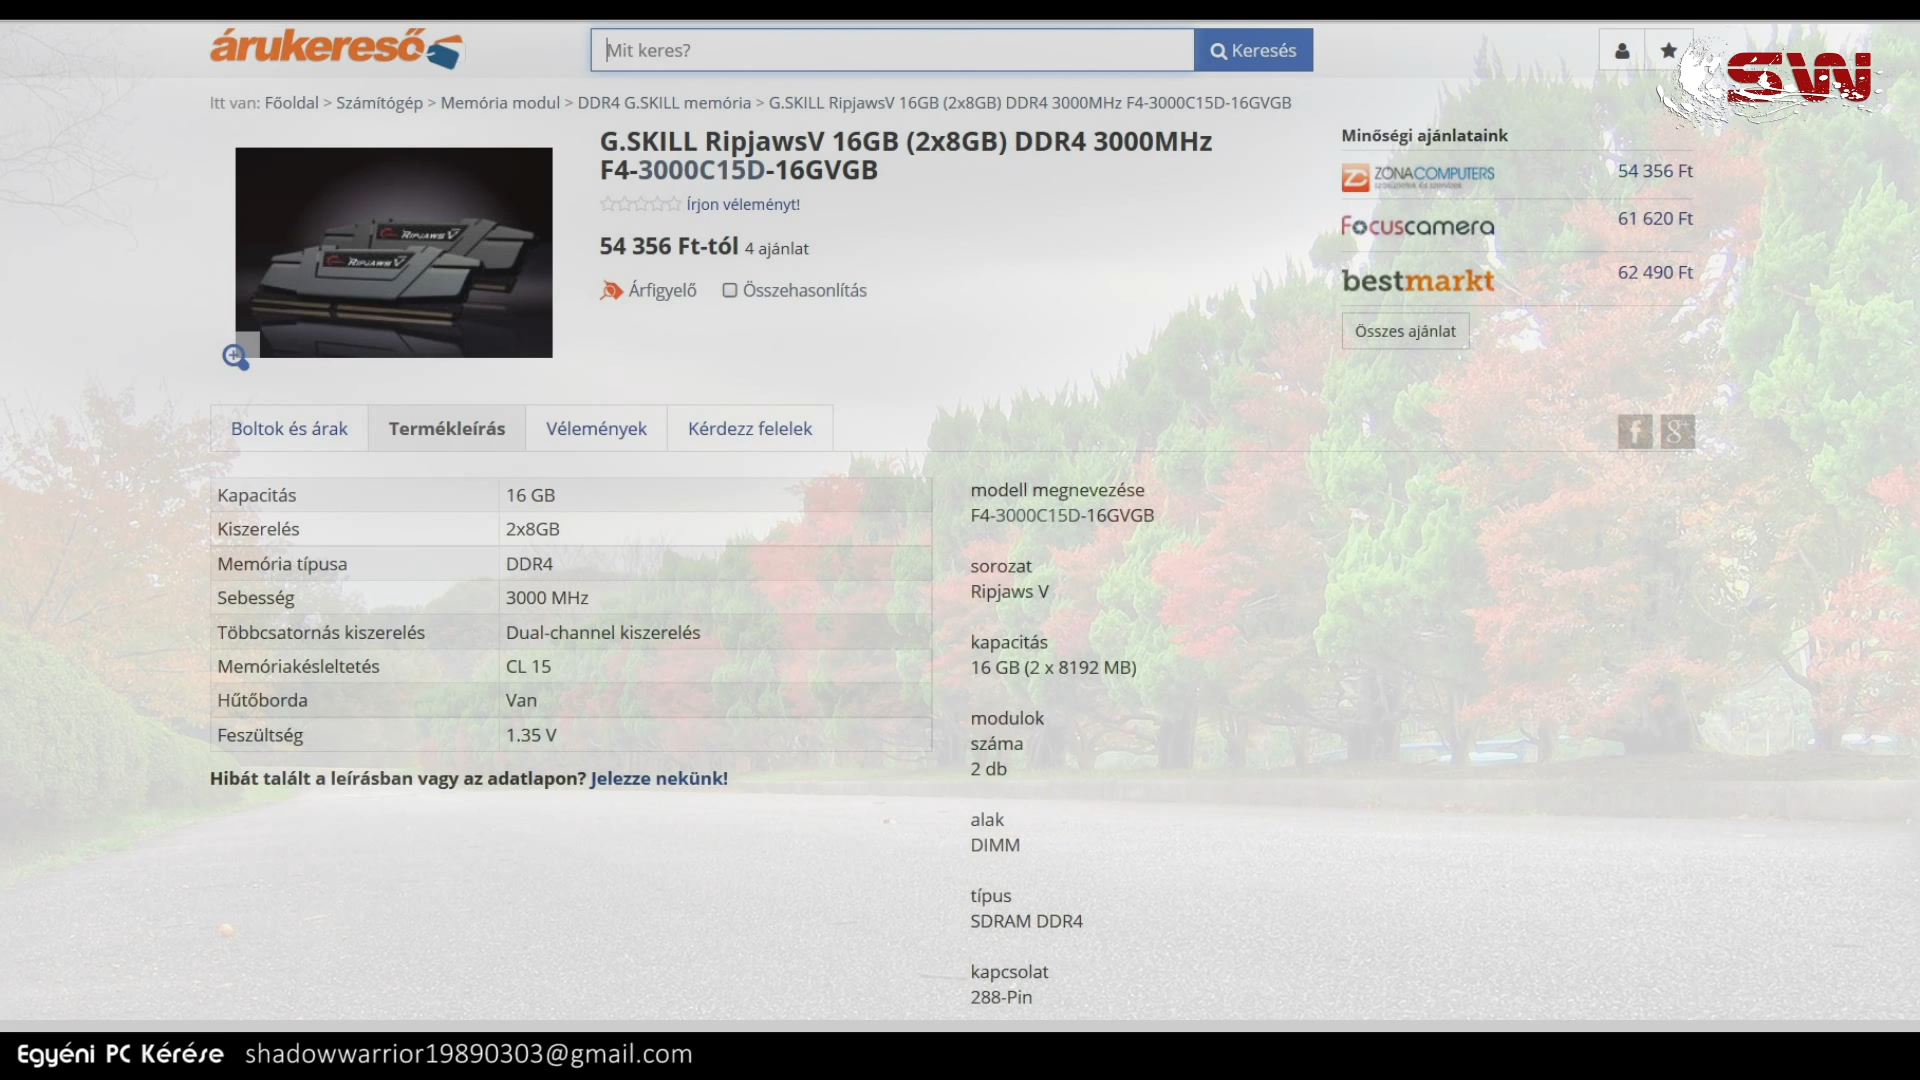 árukereső
Mit keres?
Keresés
SW
Itt van: Főoldal > Számítógép > Memória modul > DDR4 G.SKILL memória > G.SKILL RipjawsV 16GB (2x8GB) DDR4 3000MHz F4-3000C15D-16GVGB
G.SKILL RipjawsV 16GB (2x8GB) DDR4 3000MHz
F4-3000C15D-16GVGB
Írjon véleményt!
54 356 Ft-tól 4 ajánlat
Árfigyelő Összehasonlítás
RIPJAWS V
RIPJAWS V
Minőségi ajánlataink
ZONACOMPUTERS 54 356 Ft
Focuscamera 61 620 Ft
bestmarkt 62 490 Ft
Összes ajánlat
Boltok és árak Termékleírás Vélemények Kérdezz felelek
f g+
Kapacitás 16 GB
Kiszerelés 2x8GB
Memória típusa DDR4
Sebesség 3000 MHz
Többcsatornás kiszerelés Dual-channel kiszerelés
Memóriakésleltetés CL 15
Hűtőborda Van
Feszültség 1.35 V
Hibát talált a leírásban vagy az adatlapon? Jelezze nekünk!
modell megnevezése
F4-3000C15D-16GVGB
sorozat
Ripjaws V
kapacitás
16 GB (2 x 8192 MB)
modulok
száma
2 db
alak
DIMM
típus
SDRAM DDR4
kapcsolat
288-Pin
Egyéni PC Kérése shadowwarrior19890303@gmail.com